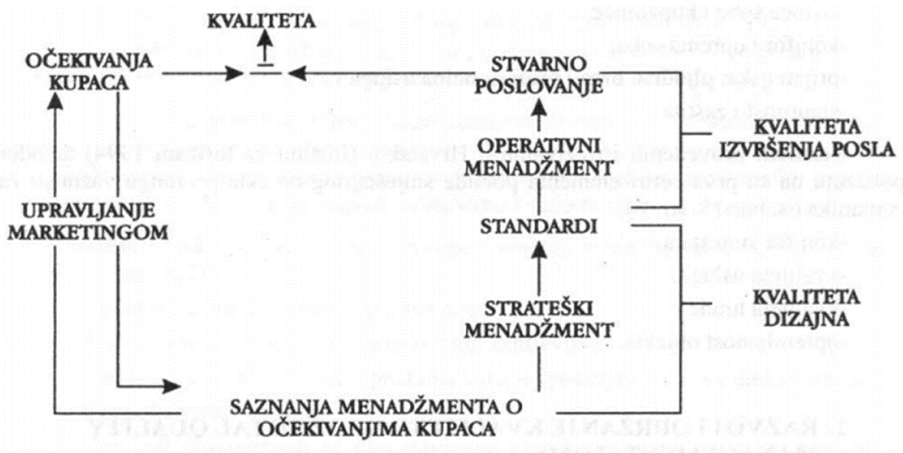 KVALITETA
OČEKIVANJA
KUPACA
STVARNO
POSLOVANJE
OPERATIVNI
MENADŽMENT
KVALITETA
IZVRŠENJA POSLA
UPRAVLJANJE
MARKETINGOM
STANDARDI
STRATEŠKI
MENADŽMENT
KVALITETA
DIZAJNA
SAZNANJA MENADŽMENTA O
OČEKIVANJIMA KUPACA